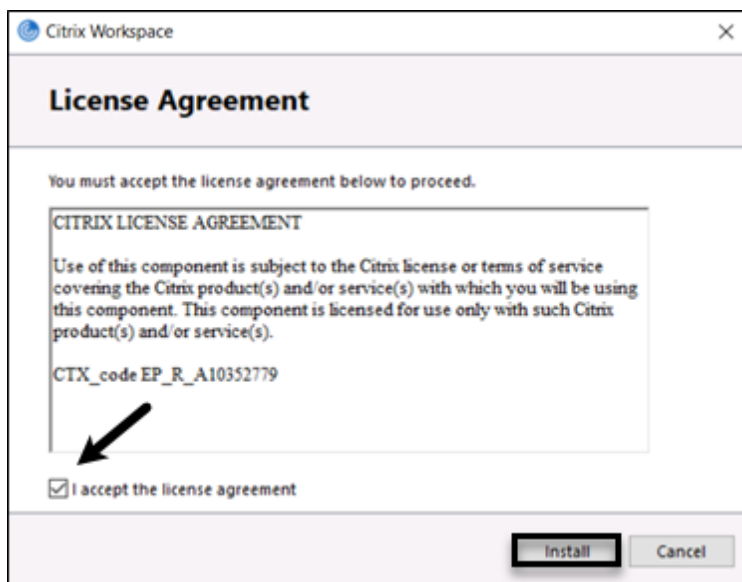 Citrix Workspace
License Agreement
You must accept the license agreement below to proceed.
CITRIX LICENSE AGREEMENT
Use of this component is subject to the Citrix license or terms of service
covering the Citrix product(s) and/or service(s) with which you will be using
this component. This component is licensed for use only with such Citrix
product(s) and/or service(s).
CTX_code EP_R_A10352779
I accept the license agreement
Install
Cancel